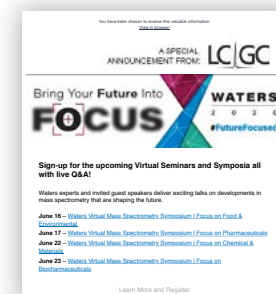 You have been chosen to receive this valuable information.
View in browser
A SPECIAL
ANNOUNCEMENT FROM:
LC|GC
Bring Your Future Into
FOCUS
WATERS
2 0 2 0
#FutureFocused
Sign-up for the upcoming Virtual Seminars and Symposia all
with live Q&A!
Waters experts and invited guest speakers deliver exciting talks on developments in
mass spectrometry that are shaping the future.
June 16 – Waters Virtual Mass Spectrometry Symposium | Focus on Food &
Environmental
June 17 – Waters Virtual Mass Spectrometry Symposium | Focus on Pharmaceuticals
June 22 – Waters Virtual Mass Spectrometry Symposium | Focus on Chemical &
Materials
June 23 – Waters Virtual Mass Spectrometry Symposium | Focus on
Biopharmaceuticals
Learn More and Register